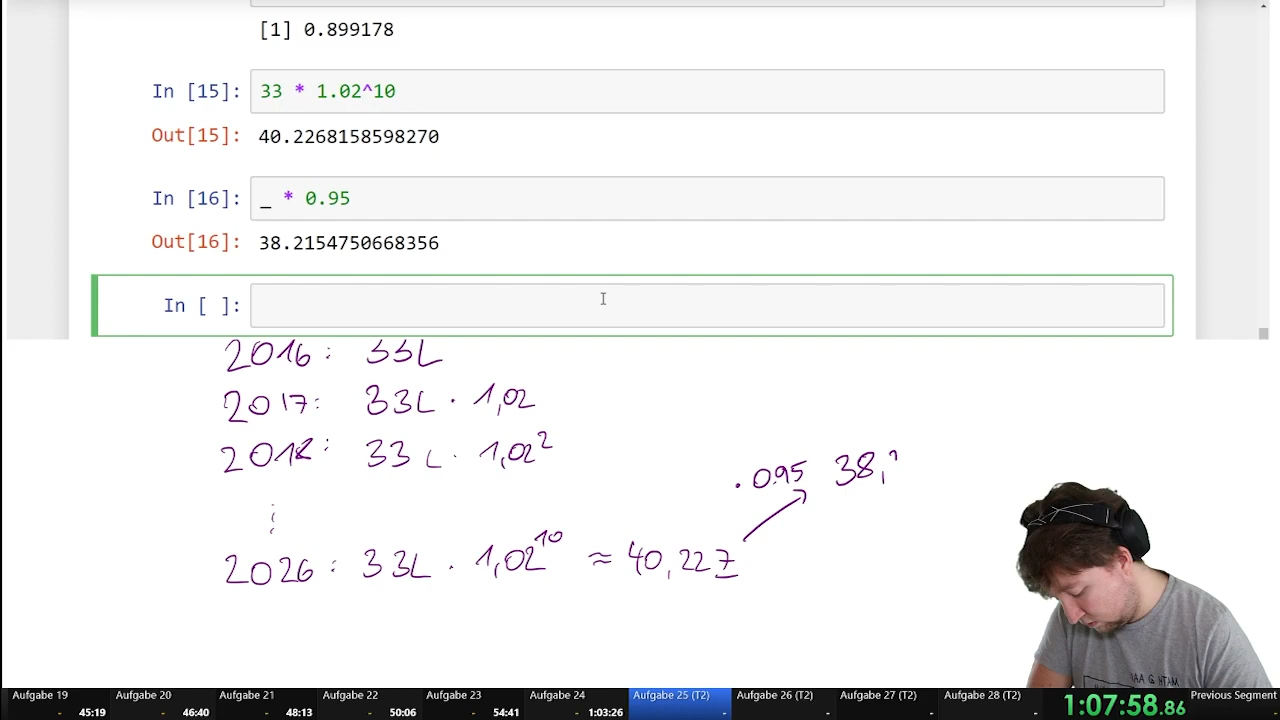 [1] 0.899178
In [15]: 33 * 1.02^10
Out[15]: 40.2268158598270
In [16]: _ * 0.95
Out[16]: 38.2154750668356
In [ ]:
2016: 33L
2017: 33L · 1,02
2018: 33L · 1,02²
⋮
2026: 33L · 1,02¹⁰ ≈ 40,227
· 0.95 38,
Aufgabe 19 Aufgabe 20 Aufgabe 21 Aufgabe 22 Aufgabe 23 Aufgabe 24 Aufgabe 25 (T2) Aufgabe 26 (T2) Aufgabe 27 (T2) Aufgabe 28 (T2) 1:07:58.86 Previous Segment
- 45:19 - 46:40 - 48:13 - 50:06 - 54:41 - 1:03:26 - - - - -